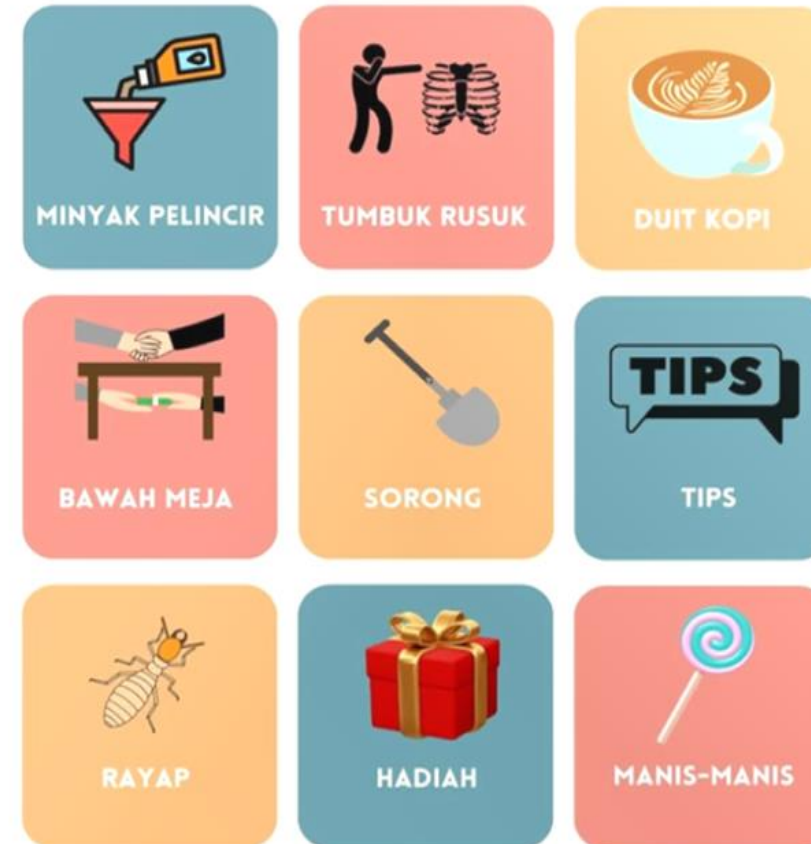 MINYAK PELINCIR
TUMBUK RUSUK
DUIT KOPI
BAWAH MEJA
SORONG
TIPS
TIPS
RAYAP
HADIAH
MANIS-MANIS